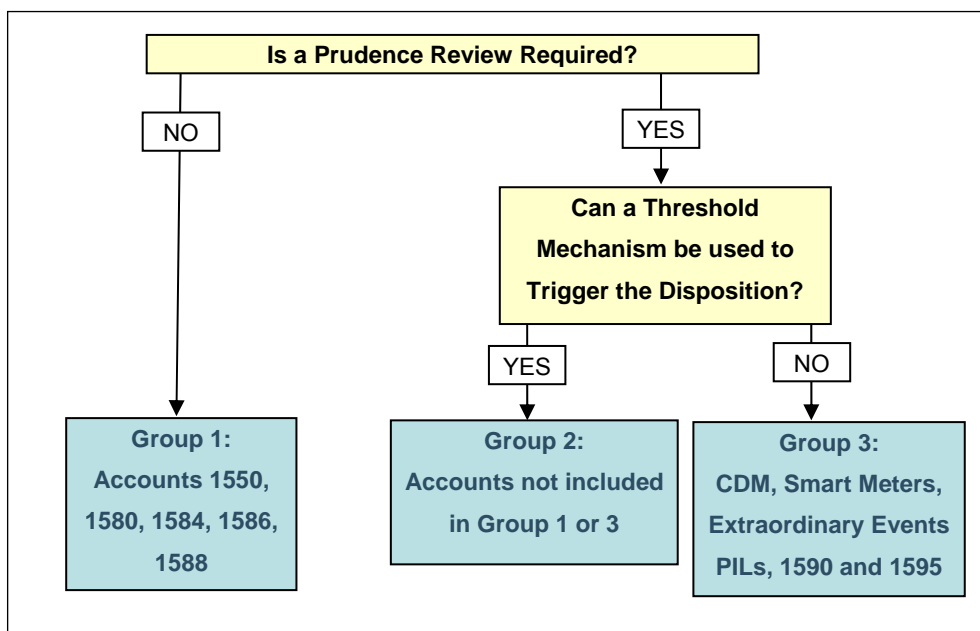 Is a Prudence Review Required?
NO
YES
Can a Threshold
Mechanism be used to
Trigger the Disposition?
YES
NO
Group 1:
Accounts 1550,
1580, 1584, 1586,
1588
Group 2:
Accounts not included
in Group 1 or 3
Group 3:
CDM, Smart Meters,
Extraordinary Events
PILs, 1590 and 1595